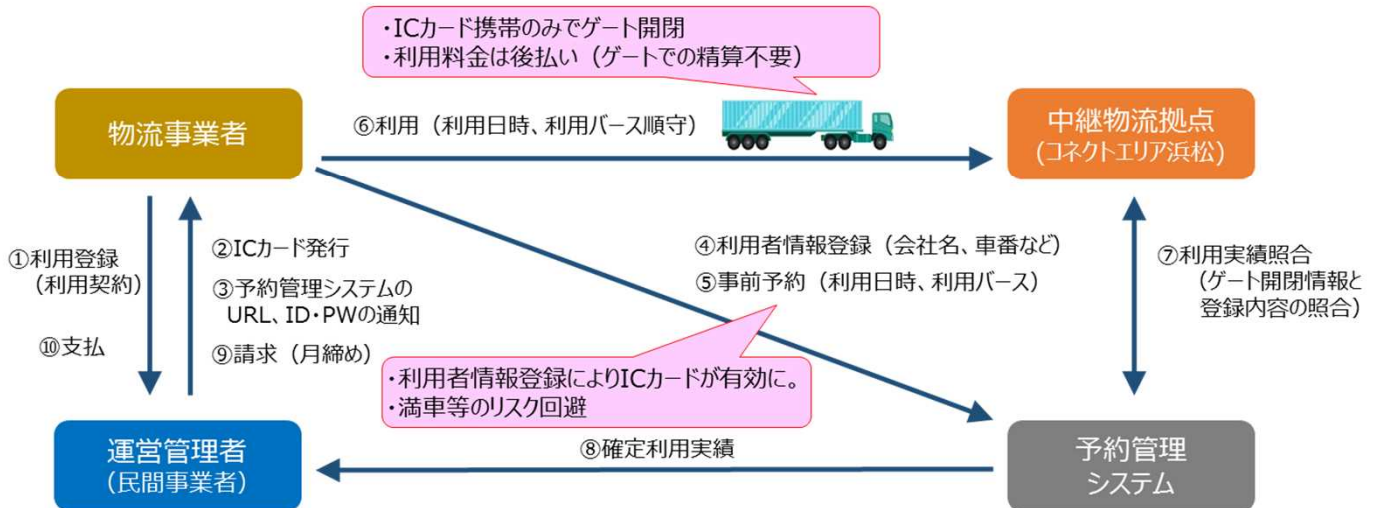 ・ICカード携帯のみでゲート開閉
・利用料金は後払い（ゲートでの精算不要）
物流事業者
⑥利用（利用日時、利用バース順守）
中継物流拠点
(コネクトエリア浜松)
①利用登録
（利用契約）
⑩支払
②ICカード発行
③予約管理システムの
URL、ID・PWの通知
⑨請求（月締め）
④利用者情報登録（会社名、車番など）
⑤事前予約（利用日時、利用バース）
⑦利用実績照合
（ゲート開閉情報と
登録内容の照合）
・利用者情報登録によりICカードが有効に。
・満車等のリスク回避
運営管理者
（民間事業者）
⑧確定利用実績
予約管理
システム